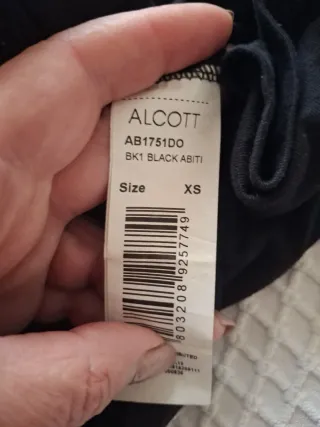 ALCOTT
AB1751DO
BK1 BLACK ABITI
Size XS
8032089257749